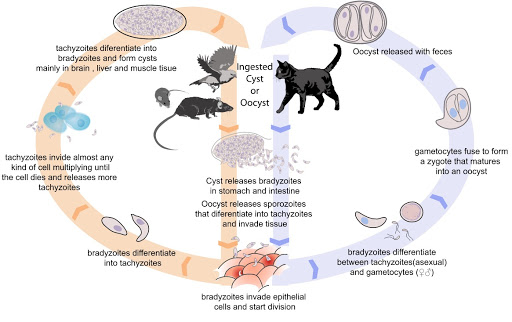 tachyzoites diferentiate into
bradyzoites and form cysts
mainly in brain , liver and muscle tisue
Ingested
Cyst
or
Oocyst
Oocyst released with feces
tachyzoites invide almost any
kind of cell multiplying until
the cell dies and releases more
tachyzoites
gametocytes fuse to form
a zygote that matures
into an oocyst
Cyst releases bradyzoites
in stomach and intestine
Oocyst releases sporozoites
that diferentiate into tachyzoites
and invade tissue
bradyzoites differentiate
into tachyzoites
bradyzoites differentiate
between tachyzoites(asexual)
and gametocytes (♀♂)
bradyzoites invade epithelial
cells and start division